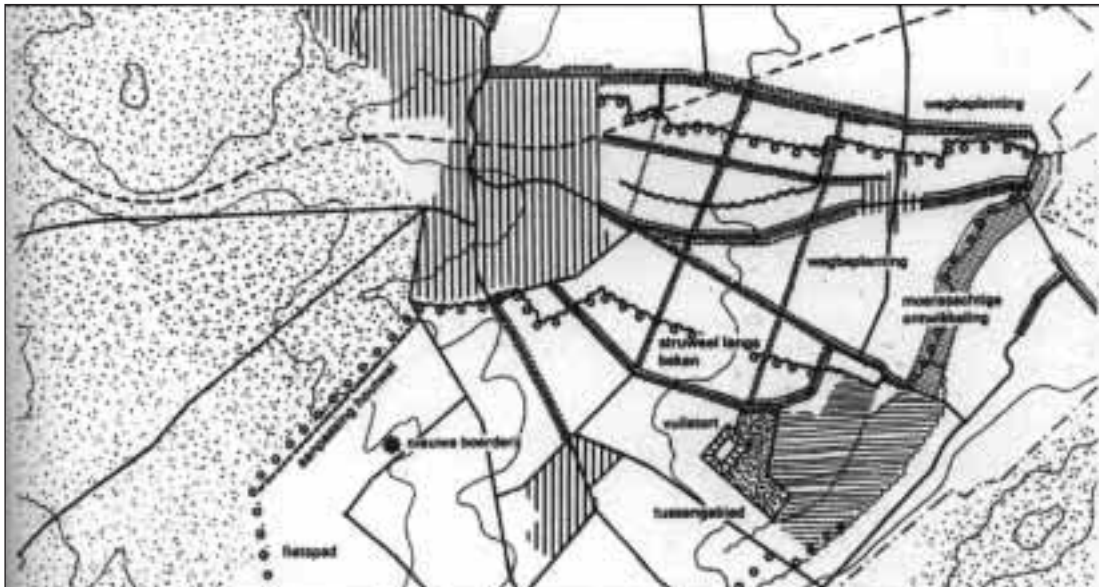 wegbeplanting
wegbeplanting
moerasachtige
ontwikkeling
struweel langs
beken
vuilstort
nieuwe boerderij
tussengebied
fietspad